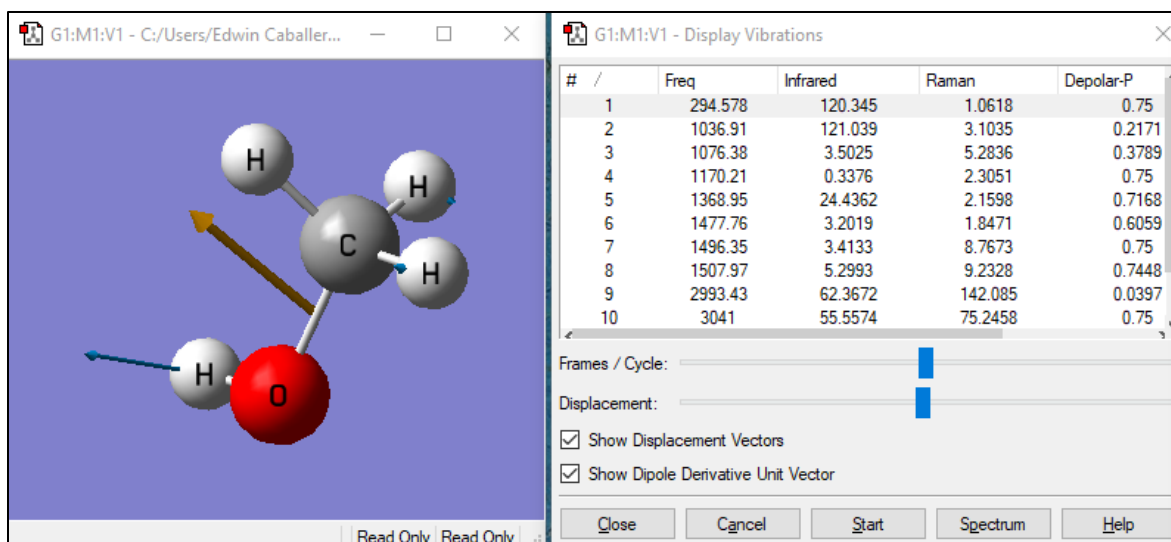 G1:M1:V1 - C:/Users/Edwin Caballer...
H
H
C
H
H
O
Read Only Read Only
G1:M1:V1 - Display Vibrations
# / Freq Infrared Raman Depolar-P
1 294.578 120.345 1.0618 0.75
2 1036.91 121.039 3.1035 0.2171
3 1076.38 3.5025 5.2836 0.3789
4 1170.21 0.3376 2.3051 0.75
5 1368.95 24.4362 2.1598 0.7168
6 1477.76 3.2019 1.8471 0.6059
7 1496.35 3.4133 8.7673 0.75
8 1507.97 5.2993 9.2328 0.7448
9 2993.43 62.3672 142.085 0.0397
10 3041 55.5574 75.2458 0.75
Frames / Cycle:
Displacement:
Show Displacement Vectors
Show Dipole Derivative Unit Vector
Close Cancel Start Spectrum Help